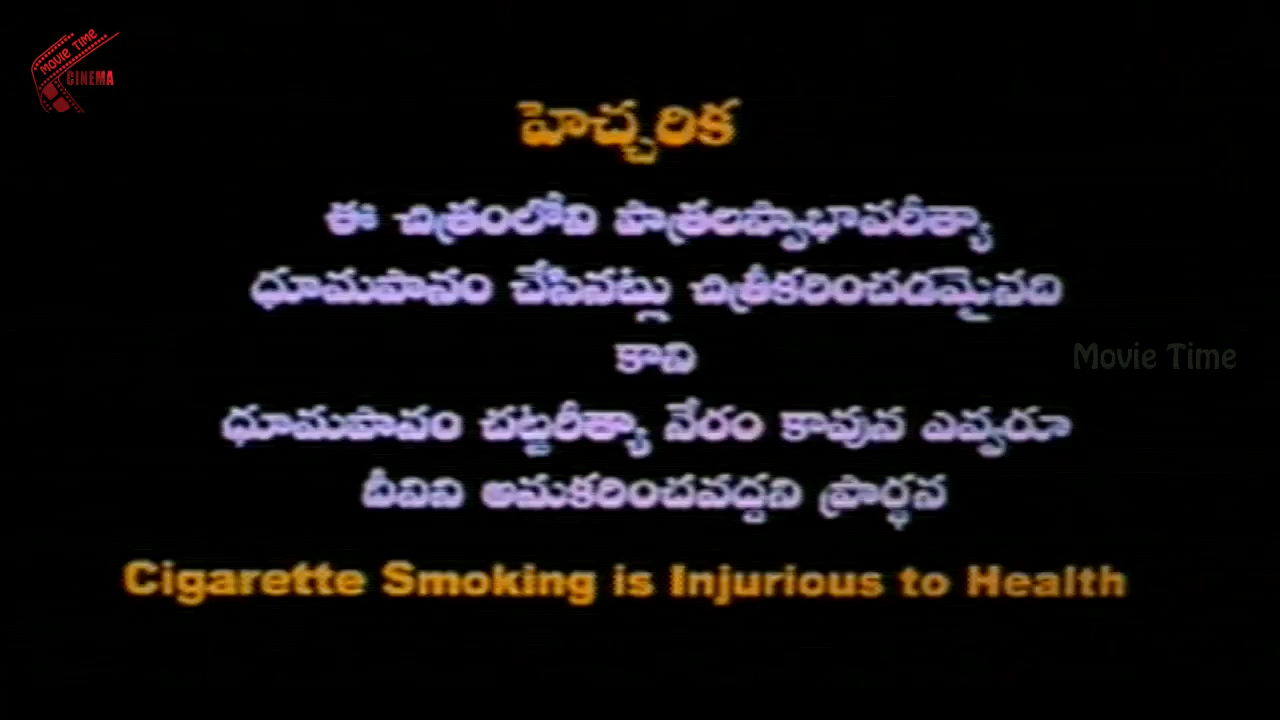 MOVIE TIME
CINEMA
హెచ్చరిక
ఈ చిత్రంలోని పాత్రలస్వాభావరీత్యా
ధూమపానం చేసినట్లు చిత్రీకరించడమైనది
కాని
Movie Time
ధూమపానం చట్టరీత్యా నేరం కావున ఎవ్వరూ
దీనిని అనుకరించవద్దని ప్రార్థన
Cigarette Smoking is Injurious to Health